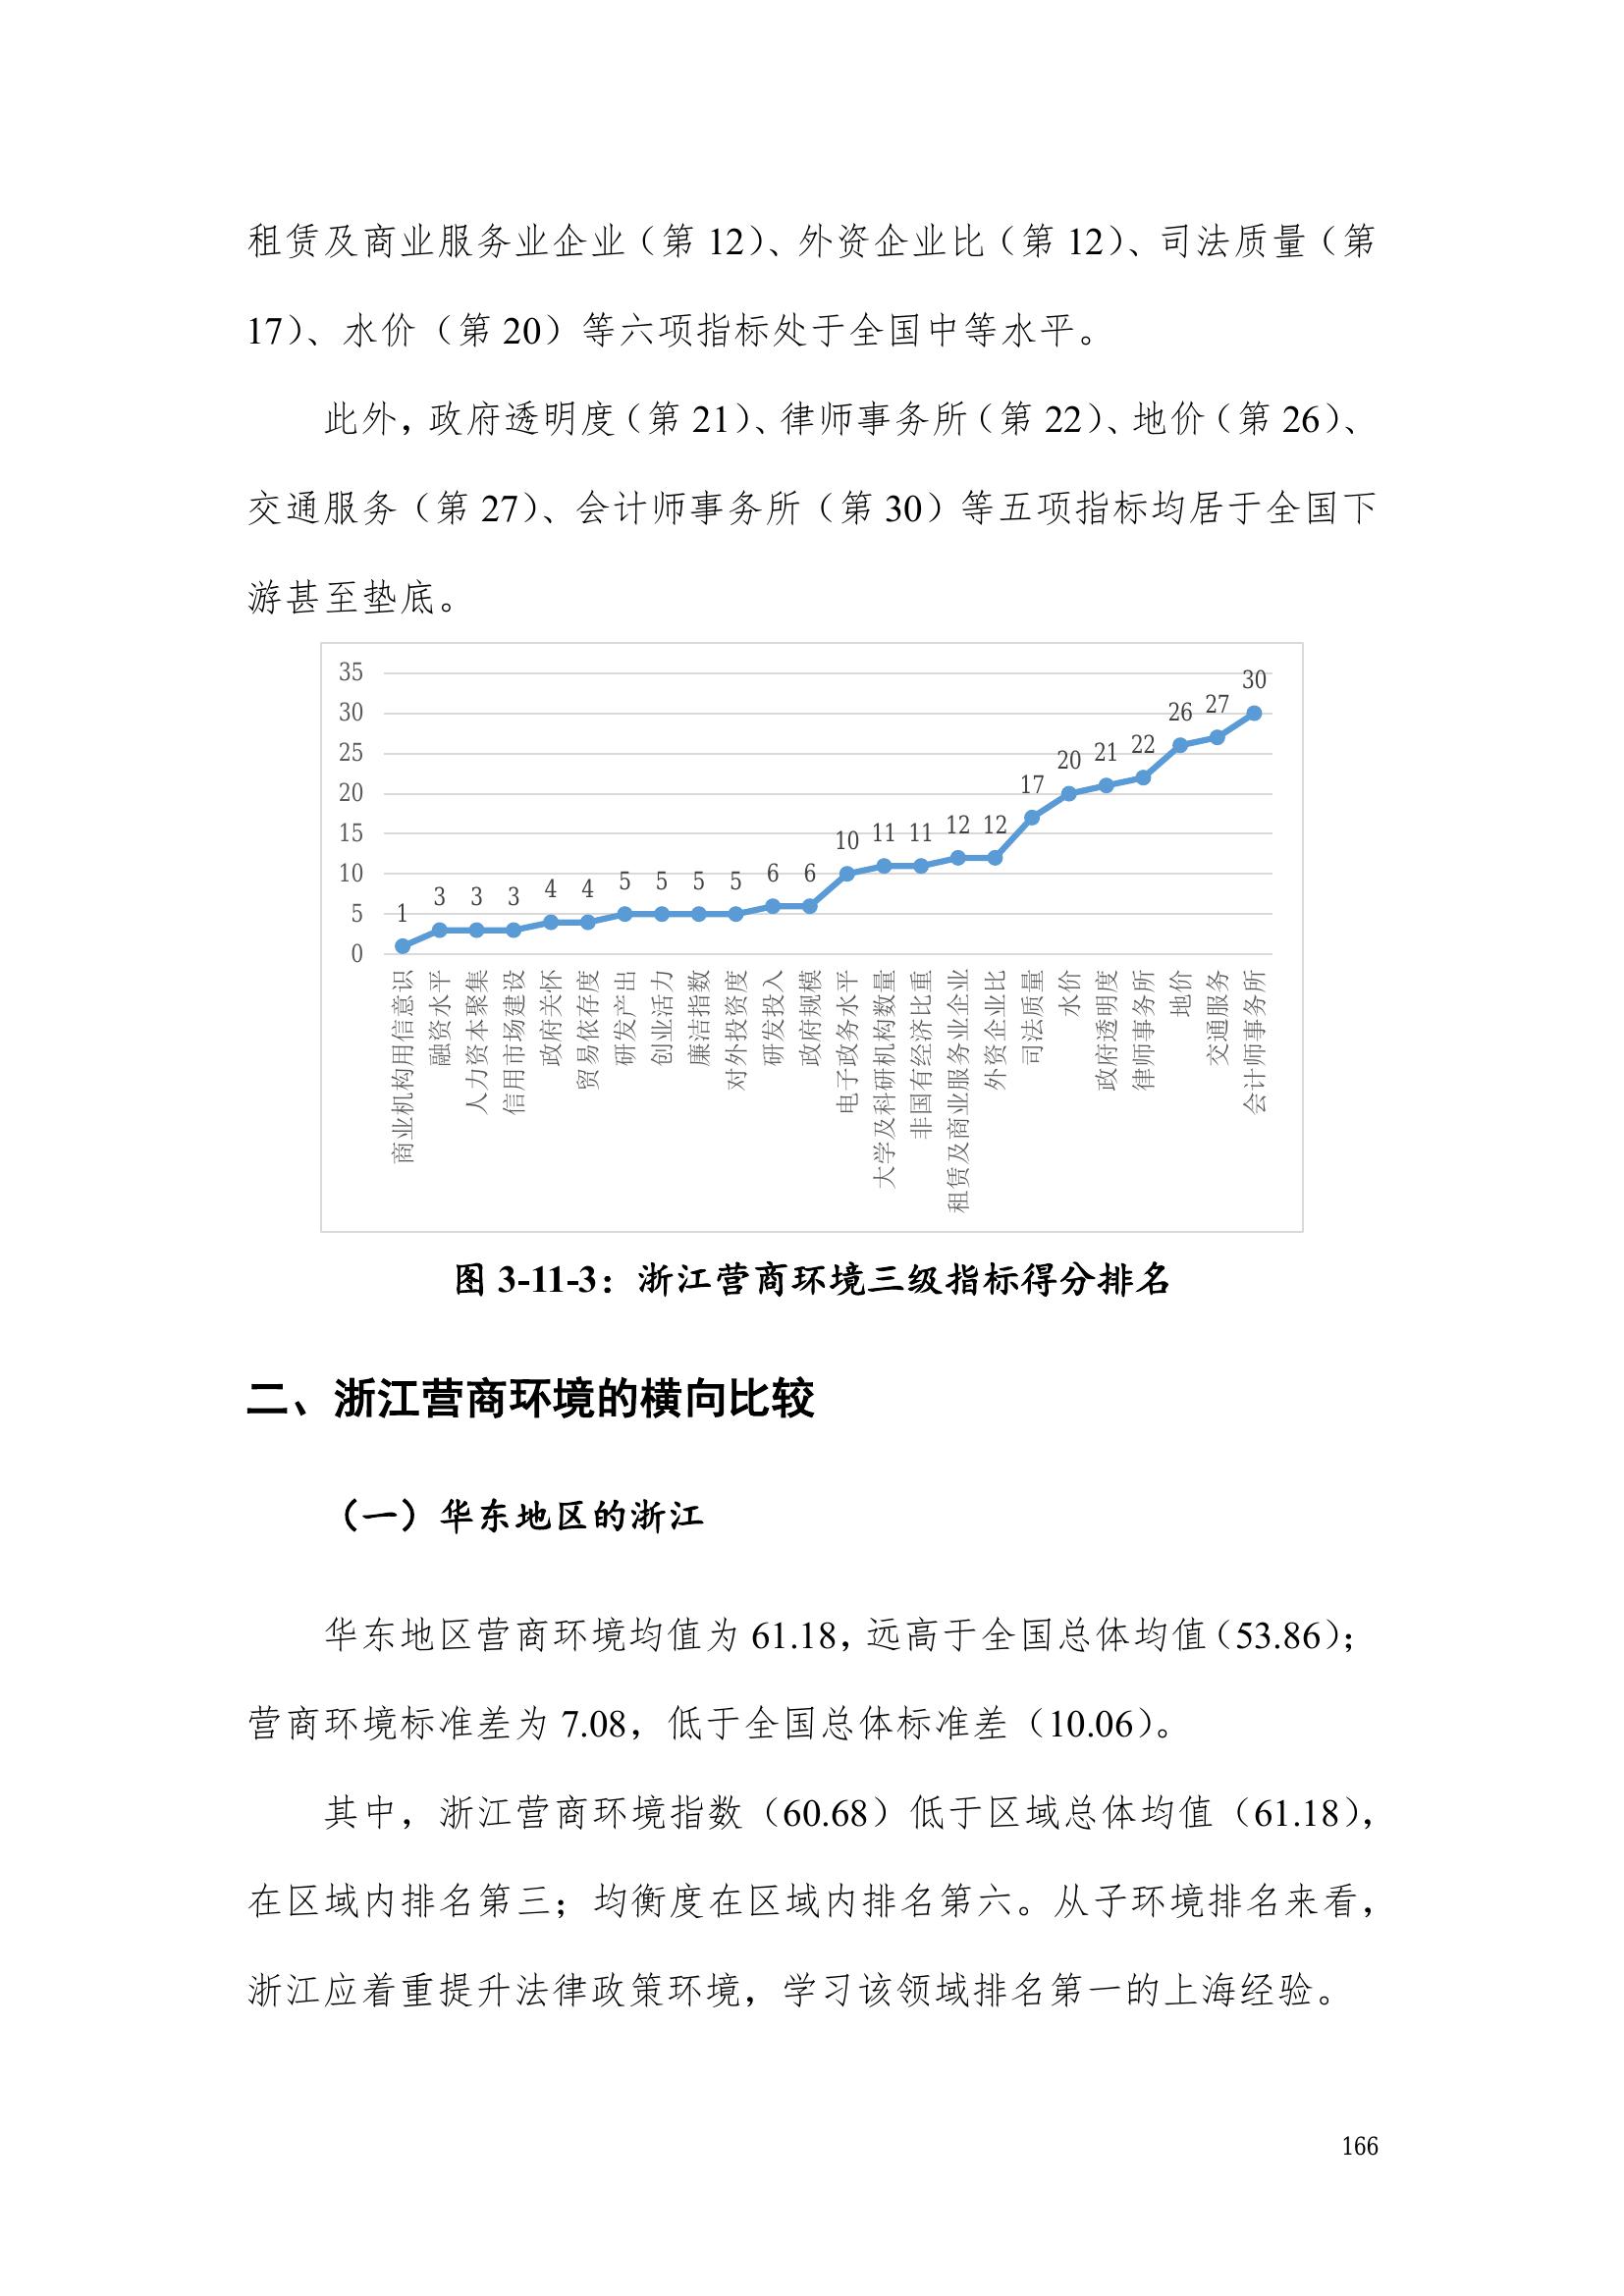 租赁及商业服务业企业（第 12）、外资企业比（第 12）、司法质量（第
17）、水价（第 20）等六项指标处于全国中等水平。
此外，政府透明度（第 21）、律师事务所（第 22）、地价（第 26）、
交通服务（第 27）、会计师事务所（第 30）等五项指标均居于全国下
游甚至垫底。
35
30
25
20
15
10
5
0
1
3
3
3
4
4
5
5
5
5
6
6
10
11
11
12
12
17
20
21
22
26
27
30
商业机构用信意识
融资水平
人力资本聚集
信用市场建设
政府关怀
贸易依存度
研发产出
创业活力
廉洁指数
对外投资度
研发投入
政府规模
电子政务水平
大学及科研机构数量
非国有经济比重
租赁及商业服务业企业
外资企业比
司法质量
水价
政府透明度
律师事务所
地价
交通服务
会计师事务所
图 3-11-3：浙江营商环境三级指标得分排名
二、浙江营商环境的横向比较
（一）华东地区的浙江
华东地区营商环境均值为 61.18，远高于全国总体均值（53.86）；
营商环境标准差为 7.08，低于全国总体标准差（10.06）。
其中，浙江营商环境指数（60.68）低于区域总体均值（61.18），
在区域内排名第三；均衡度在区域内排名第六。从子环境排名来看，
浙江应着重提升法律政策环境，学习该领域排名第一的上海经验。
166